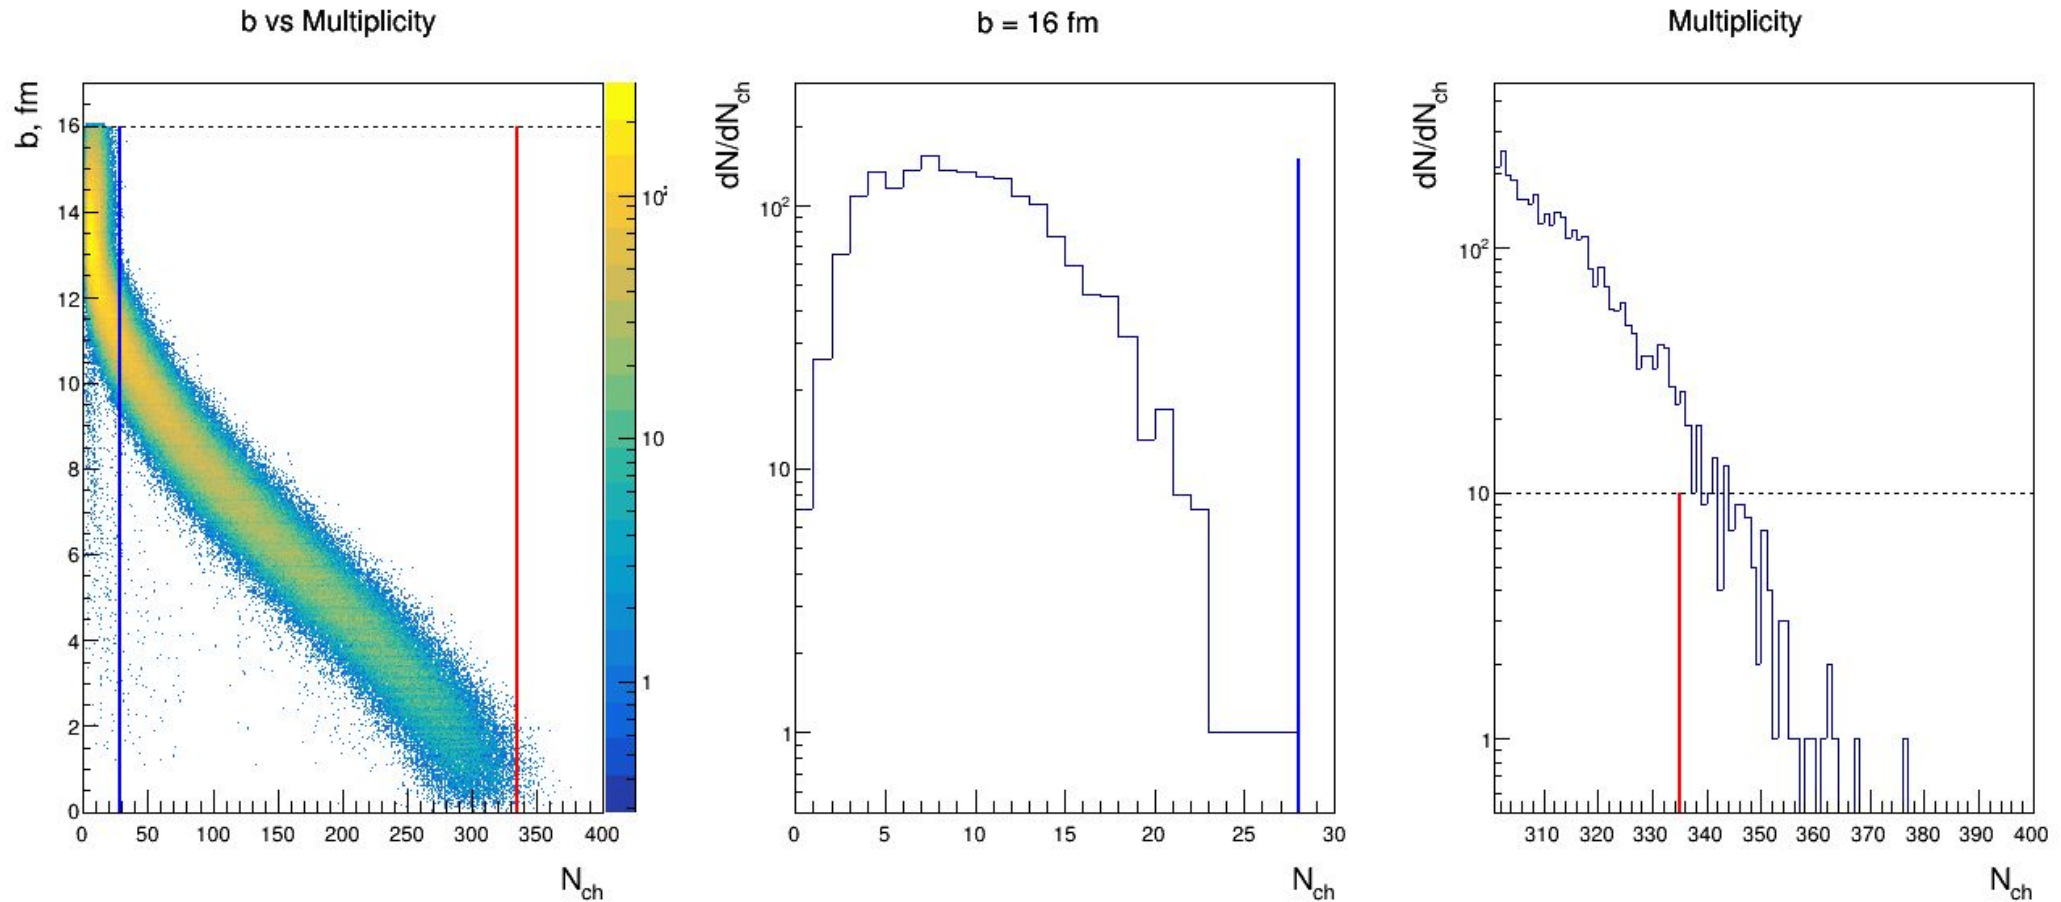 b vs Multiplicity
b, fm
16
14
12
10
8
6
4
2
0
0 50 100 150 200 250 300 350 400
N_ch
10²
10
1
b = 16 fm
dN/dN_ch
10²
10
1
0 5 10 15 20 25 30
N_ch
Multiplicity
dN/dN_ch
10²
10
1
310 320 330 340 350 360 370 380 390 400
N_ch